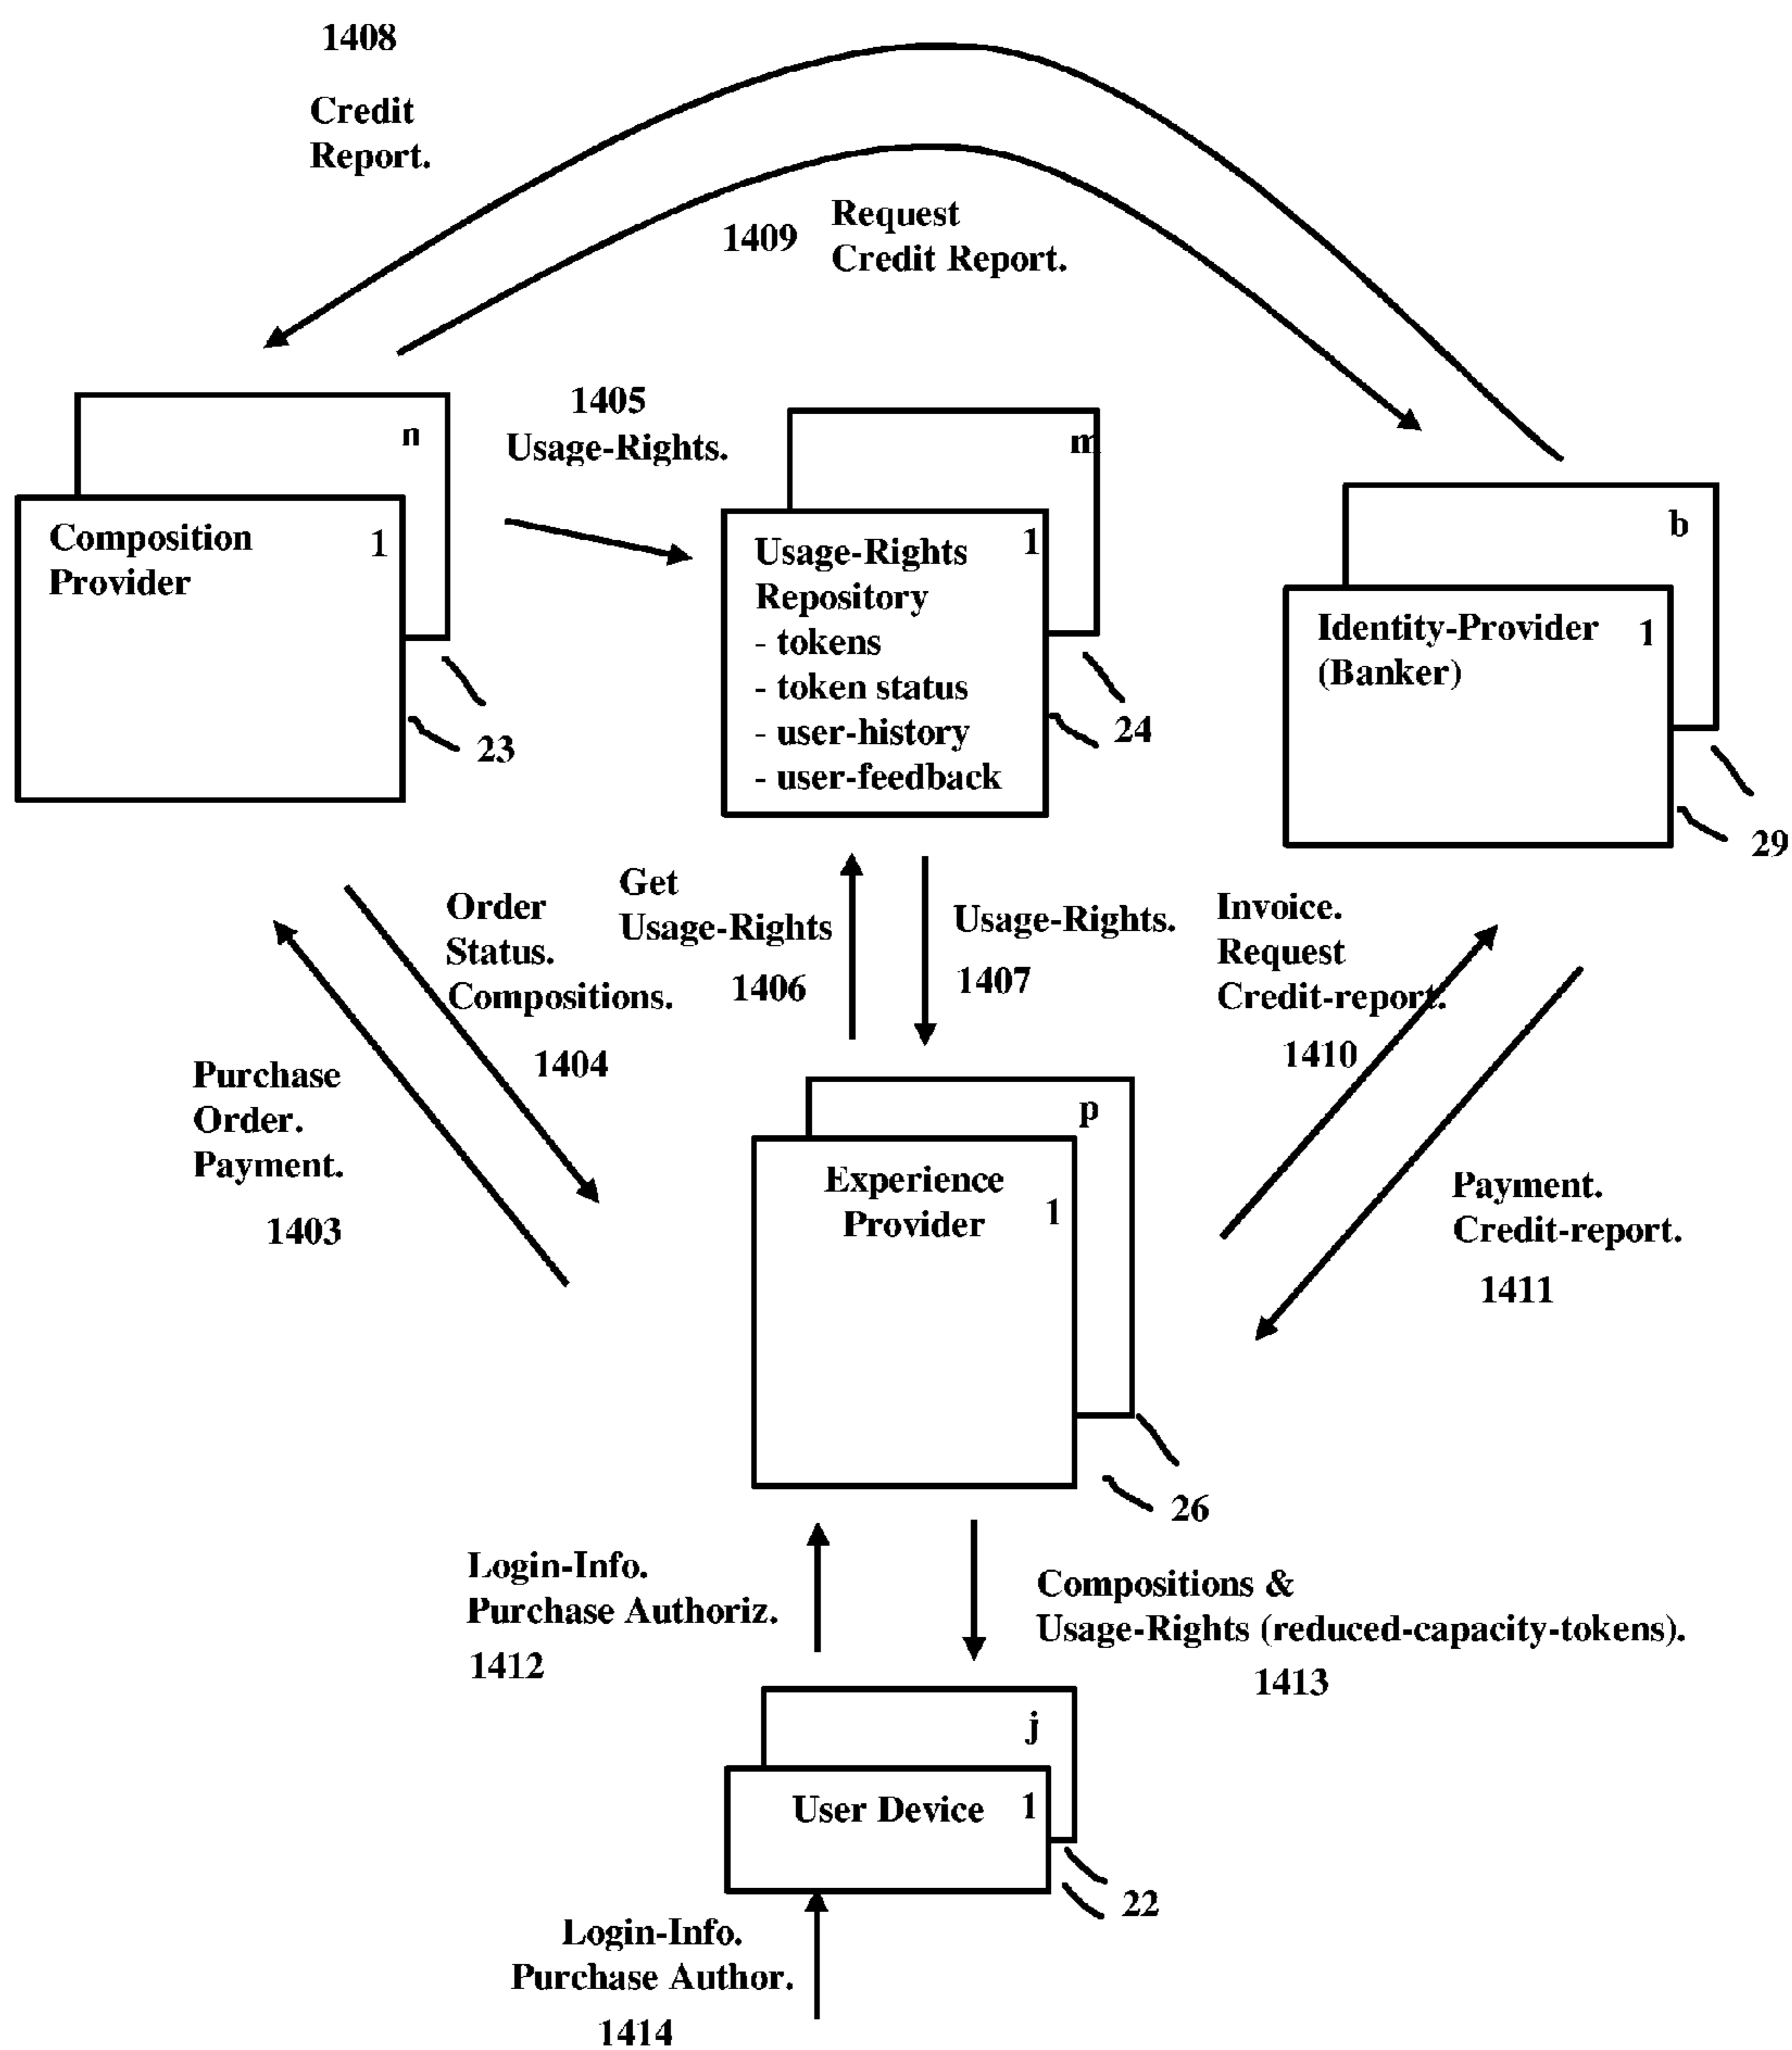 1408
Credit
Report.
1409
Request
Credit Report.
1405
Usage-Rights.
n
Composition
Provider
1
23
m
Usage-Rights
Repository
- tokens
- token status
- user-history
- user-feedback
1
24
b
Identity-Provider
(Banker)
1
29
Order
Status.
Compositions.
1404
Get
Usage-Rights
1406
Usage-Rights.
1407
Invoice.
Request
Credit-report.
1410
Purchase
Order.
Payment.
1403
p
Experience
Provider
1
26
Payment.
Credit-report.
1411
Login-Info.
Purchase Authoriz.
1412
Compositions &
Usage-Rights (reduced-capacity-tokens).
1413
j
User Device
1
22
Login-Info.
Purchase Author.
1414